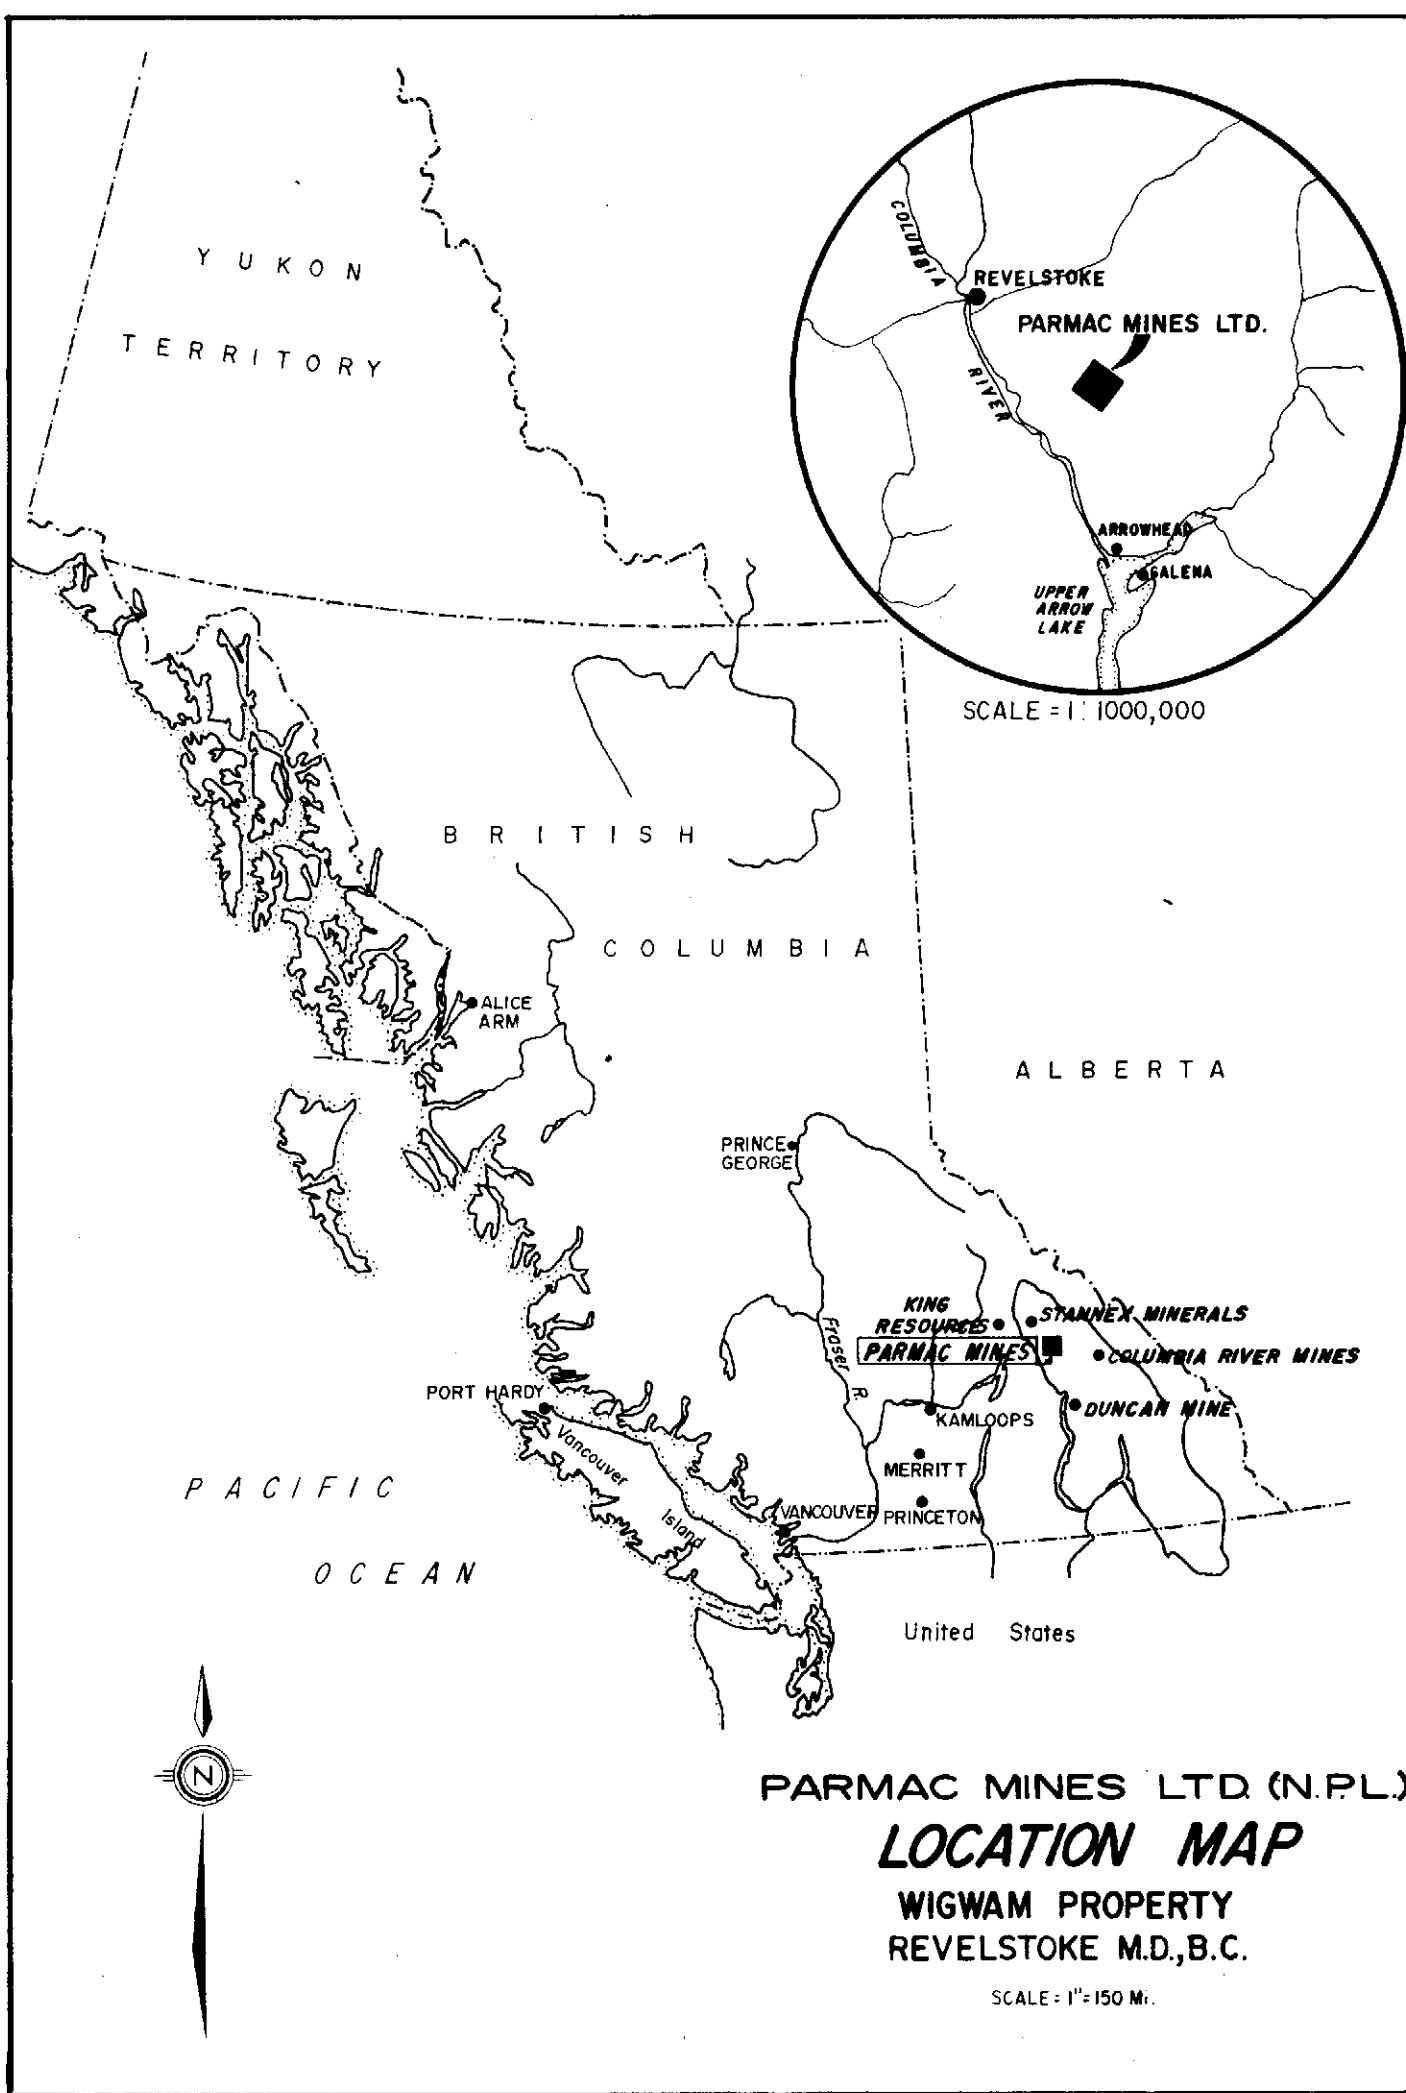 YUKON
TERRITORY
COLUMBIA
REVELSTOKE
PARMAC MINES LTD.
RIVER
ARROWHEAD
GALENA
UPPER
ARROW
LAKE
SCALE = 1:1000,000
BRITISH
COLUMBIA
ALICE
ARM
ALBERTA
PRINCE
GEORGE
KING
RESOURCES
STANNEX MINERALS
PARMAC MINES
COLUMBIA RIVER MINES
Fraser R.
PORT HARDY
DUNCAN MINE
KAMLOOPS
Vancouver
Island
MERRITT
PACIFIC
OCEAN
VANCOUVER
PRINCETON
United States
N
PARMAC MINES LTD. (N.P.L.)
LOCATION MAP
WIGWAM PROPERTY
REVELSTOKE M.D., B.C.
SCALE = 1"=150 Mi.